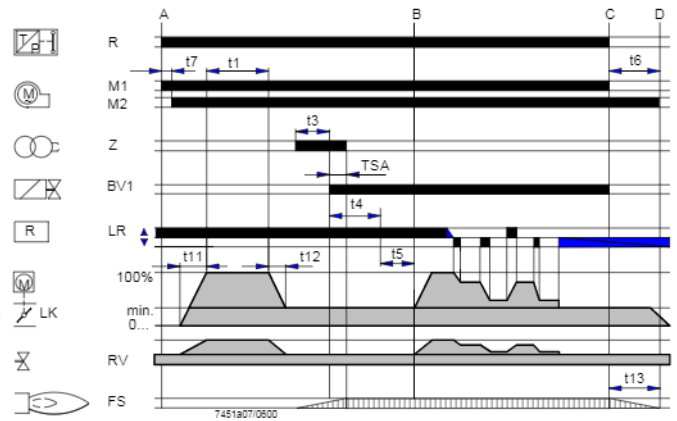 A B C D
R
t7 t1 t6
M M1
M2
t3
Z
TSA
BV1
t4
R LR
t11 t12 t5
M 100%
LK min.
0...
RV
t13
FS
7451a07/0600